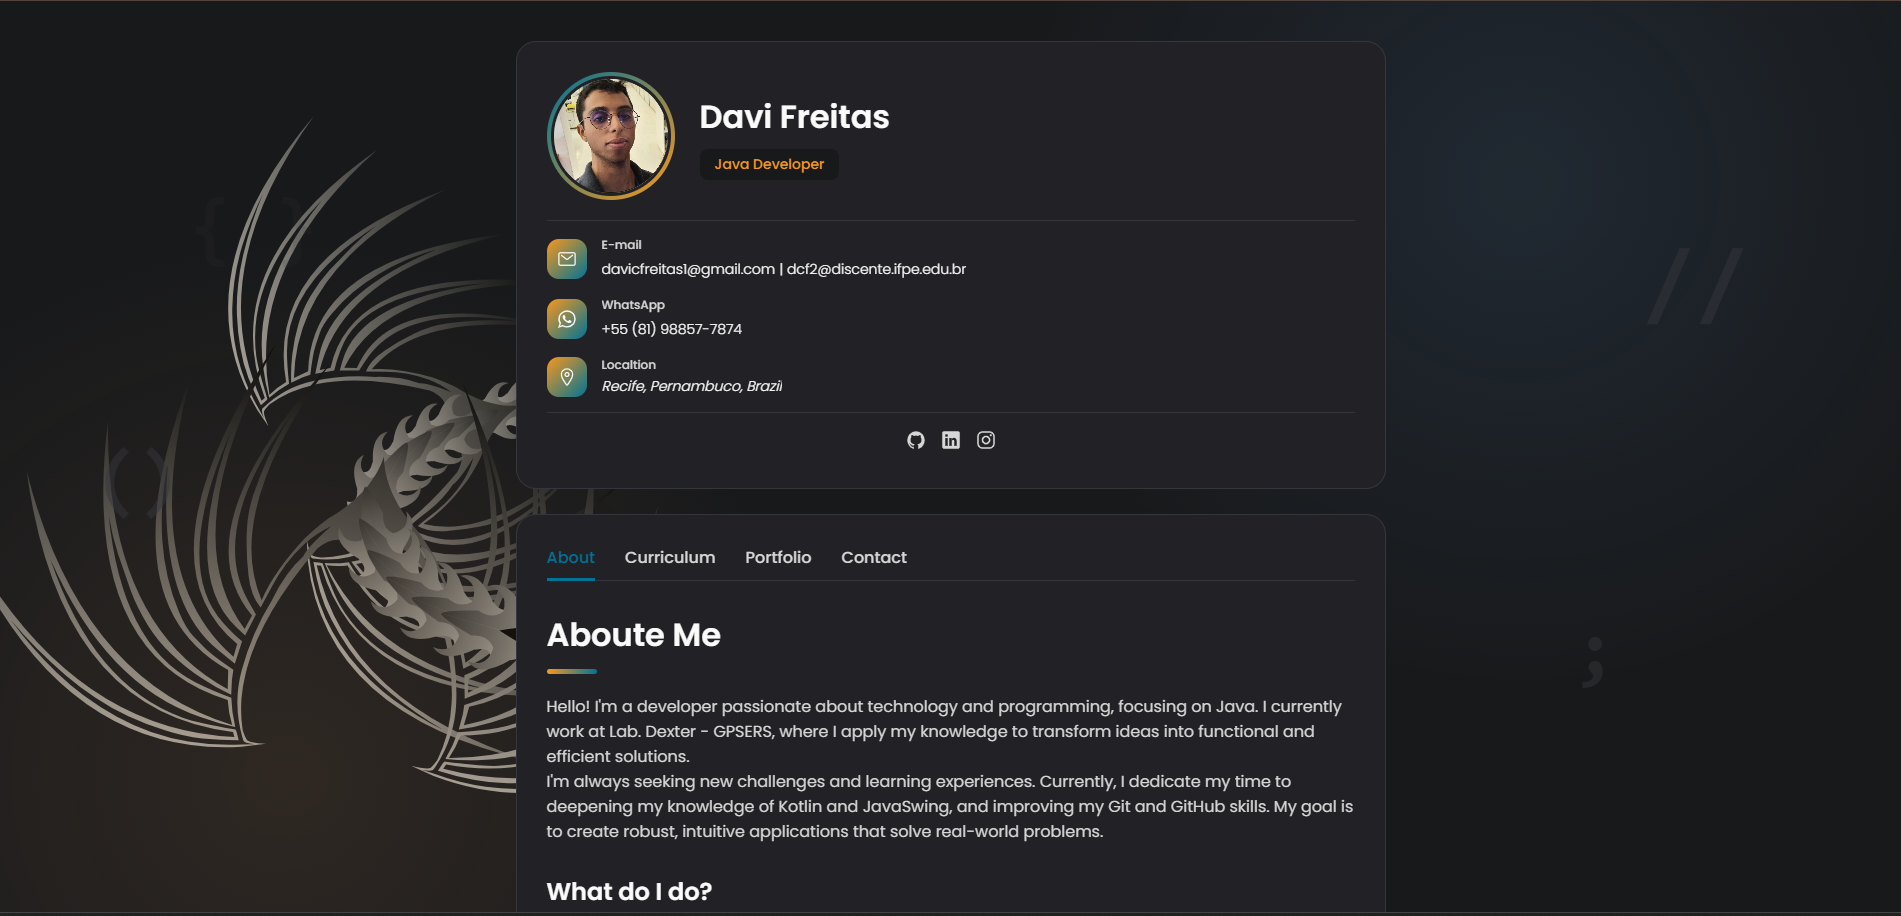 Davi Freitas
Java Developer
E-mail
davicfreitas1@gmail.com | dcf2@discente.ifpe.edu.br
WhatsApp
+55 (81) 98857-7874
Localtion
Recife, Pernambuco, Brazil
{ }
//
()
;
About Curriculum Portfolio Contact
Aboute Me
Hello! I'm a developer passionate about technology and programming, focusing on Java. I currently
work at Lab. Dexter - GPSERS, where I apply my knowledge to transform ideas into functional and
efficient solutions.
I'm always seeking new challenges and learning experiences. Currently, I dedicate my time to
deepening my knowledge of Kotlin and JavaSwing, and improving my Git and GitHub skills. My goal is
to create robust, intuitive applications that solve real-world problems.
What do I do?